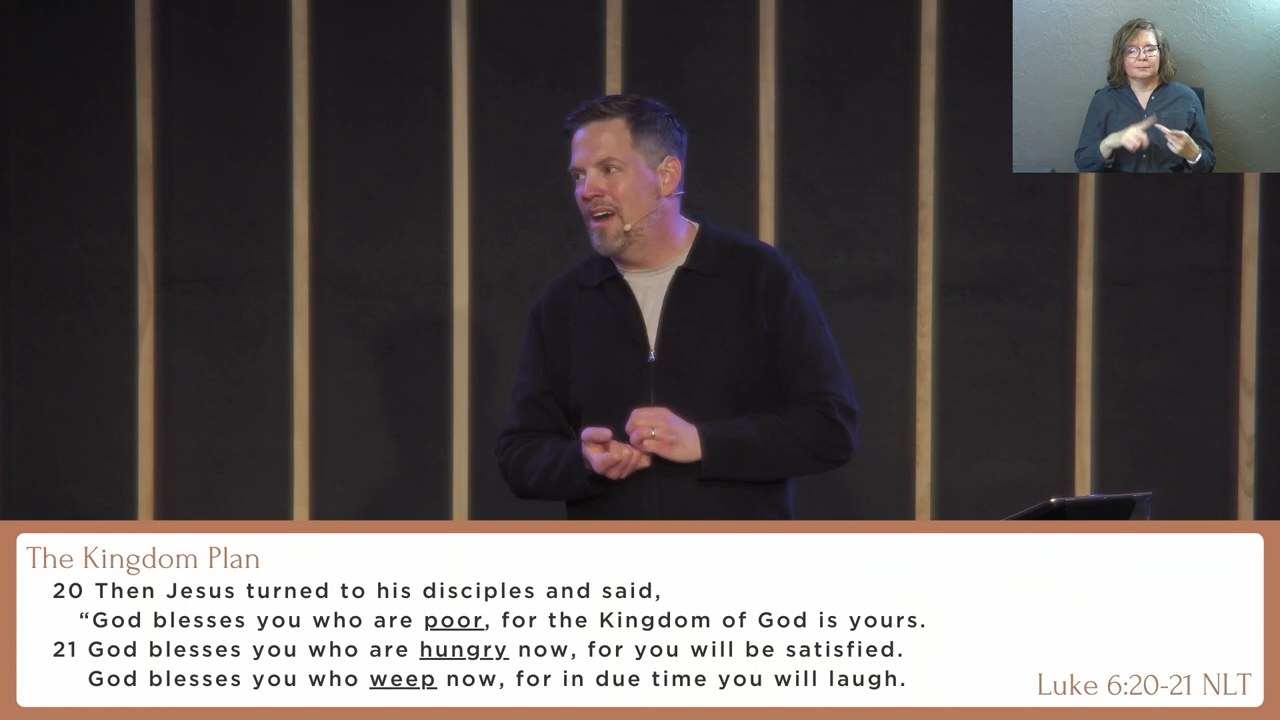 The Kingdom Plan
20 Then Jesus turned to his disciples and said,
“God blesses you who are poor, for the Kingdom of God is yours.
21 God blesses you who are hungry now, for you will be satisfied.
God blesses you who weep now, for in due time you will laugh.
Luke 6:20-21 NLT